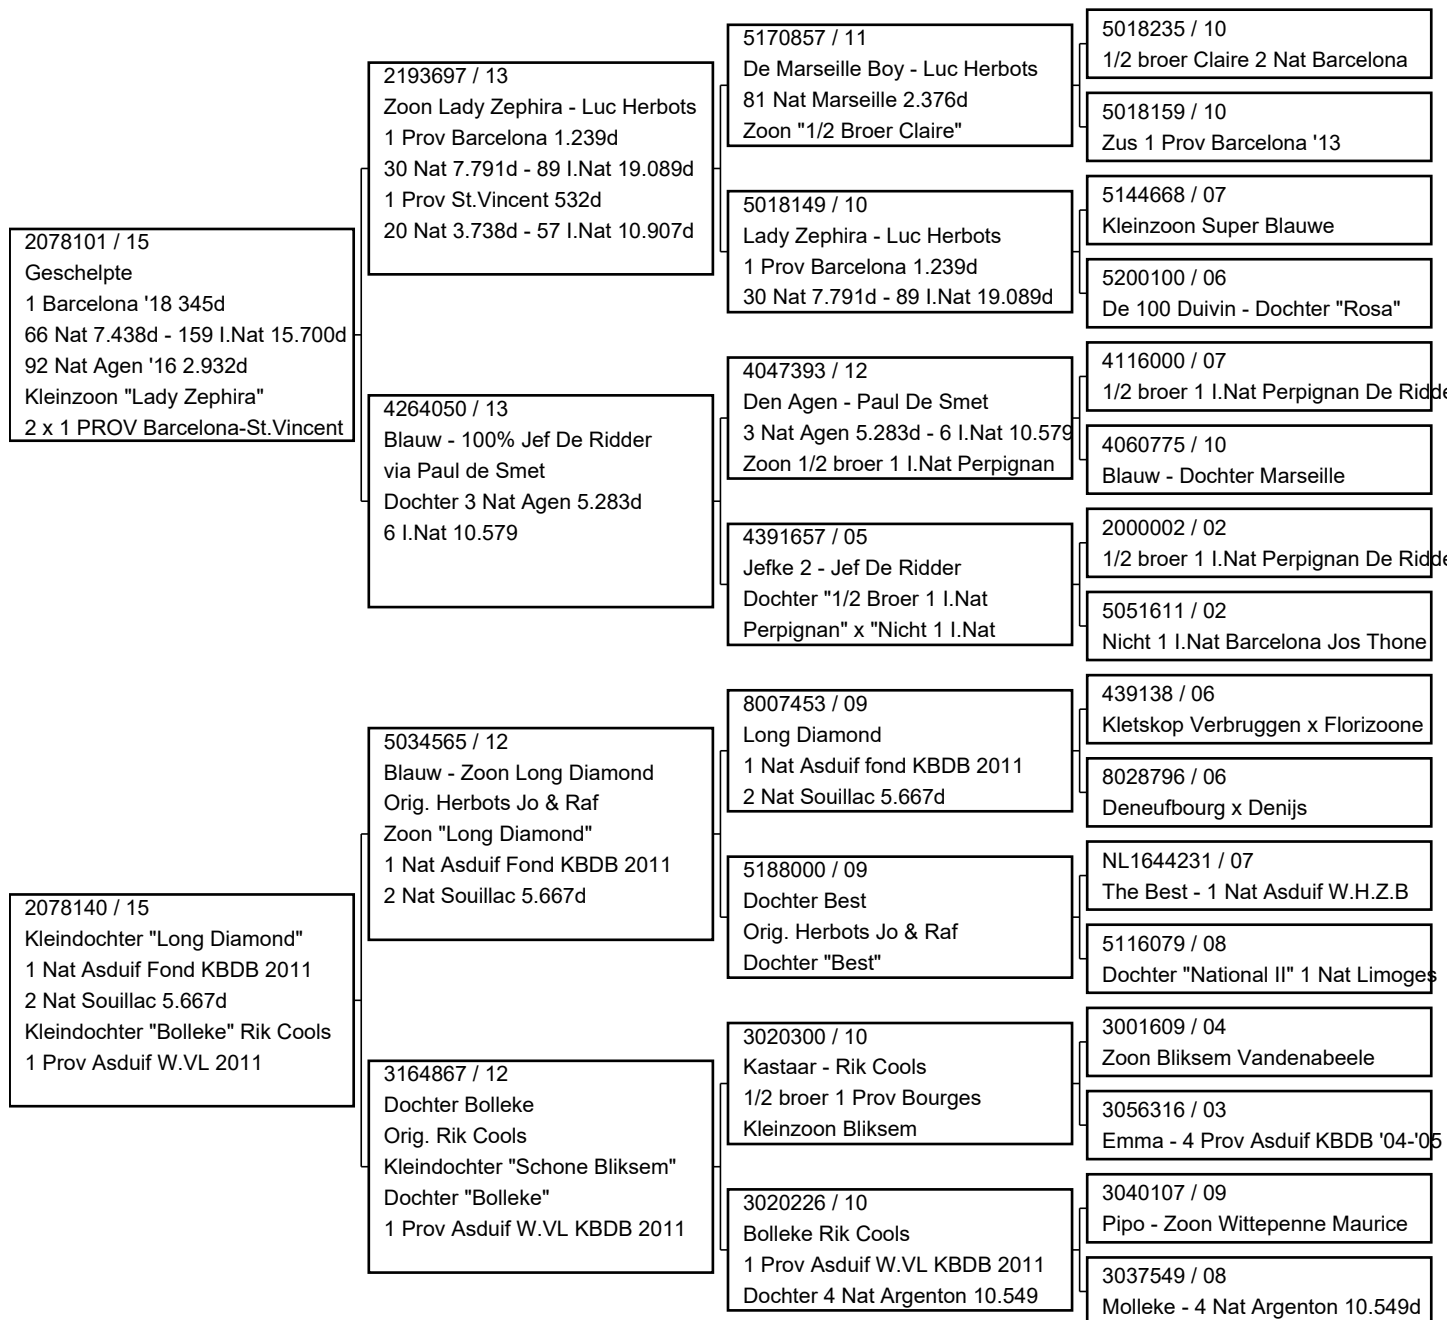 2078101 / 15
Geschelpte
1 Barcelona '18 345d
66 Nat 7.438d - 159 I.Nat 15.700d
92 Nat Agen '16 2.932d
Kleinzoon "Lady Zephira"
2 x 1 PROV Barcelona-St.Vincent
2078140 / 15
Kleindochter "Long Diamond"
1 Nat Asduif Fond KBDB 2011
2 Nat Souillac 5.667d
Kleindochter "Bolleke" Rik Cools
1 Prov Asduif W.VL 2011
2193697 / 13
Zoon Lady Zephira - Luc Herbots
1 Prov Barcelona 1.239d
30 Nat 7.791d - 89 I.Nat 19.089d
1 Prov St.Vincent 532d
20 Nat 3.738d - 57 I.Nat 10.907d
4264050 / 13
Blauw - 100% Jef De Ridder
via Paul de Smet
Dochter 3 Nat Agen 5.283d
6 I.Nat 10.579
5034565 / 12
Blauw - Zoon Long Diamond
Orig. Herbots Jo & Raf
Zoon "Long Diamond"
1 Nat Asduif Fond KBDB 2011
2 Nat Souillac 5.667d
3164867 / 12
Dochter Bolleke
Orig. Rik Cools
Kleindochter "Schone Bliksem"
Dochter "Bolleke"
1 Prov Asduif W.VL KBDB 2011
5170857 / 11
De Marseille Boy - Luc Herbots
81 Nat Marseille 2.376d
Zoon "1/2 Broer Claire"
5018149 / 10
Lady Zephira - Luc Herbots
1 Prov Barcelona 1.239d
30 Nat 7.791d - 89 I.Nat 19.089d
4047393 / 12
Den Agen - Paul De Smet
3 Nat Agen 5.283d - 6 I.Nat 10.579
Zoon 1/2 broer 1 I.Nat Perpignan
4391657 / 05
Jefke 2 - Jef De Ridder
Dochter "1/2 Broer 1 I.Nat
Perpignan" x "Nicht 1 I.Nat
8007453 / 09
Long Diamond
1 Nat Asduif fond KBDB 2011
2 Nat Souillac 5.667d
5188000 / 09
Dochter Best
Orig. Herbots Jo & Raf
Dochter "Best"
3020300 / 10
Kastaar - Rik Cools
1/2 broer 1 Prov Bourges
Kleinzoon Bliksem
3020226 / 10
Bolleke Rik Cools
1 Prov Asduif W.VL KBDB 2011
Dochter 4 Nat Argenton 10.549
5018235 / 10
1/2 broer Claire 2 Nat Barcelona
5018159 / 10
Zus 1 Prov Barcelona '13
5144668 / 07
Kleinzoon Super Blauwe
5200100 / 06
De 100 Duivin - Dochter "Rosa"
4116000 / 07
1/2 broer 1 I.Nat Perpignan De Ridde
4060775 / 10
Blauw - Dochter Marseille
2000002 / 02
1/2 broer 1 I.Nat Perpignan De Ridde
5051611 / 02
Nicht 1 I.Nat Barcelona Jos Thone
439138 / 06
Kletskop Verbruggen x Florizoone
8028796 / 06
Deneufbourg x Denijs
NL1644231 / 07
The Best - 1 Nat Asduif W.H.Z.B
5116079 / 08
Dochter "National II" 1 Nat Limoges
3001609 / 04
Zoon Bliksem Vandenabeele
3056316 / 03
Emma - 4 Prov Asduif KBDB '04-'05
3040107 / 09
Pipo - Zoon Wittepenne Maurice
3037549 / 08
Molleke - 4 Nat Argenton 10.549d